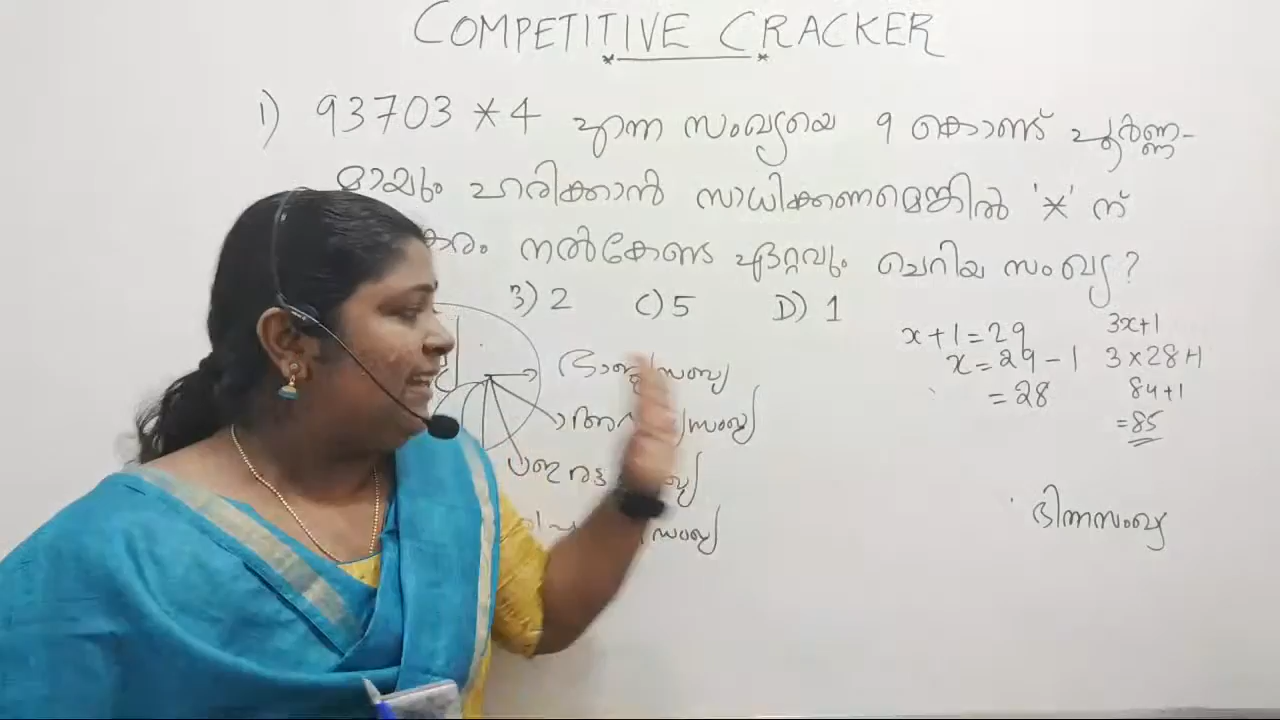 COMPETITIVE CRACKER
1) 93703*4 എന്ന സംഖ്യയെ 9 കൊണ്ട് പൂർണ്ണ-
മായും ഹരിക്കാൻ സാധിക്കണമെങ്കിൽ '*' ന്
നൽകേണ്ട ഏറ്റവും ചെറിയ സംഖ്യ?
B) 2 C) 5 D) 1
x+1=29
x=29-1
=28
3x+1
3×28+1
84+1
=85
ഭിന്നസംഖ്യ